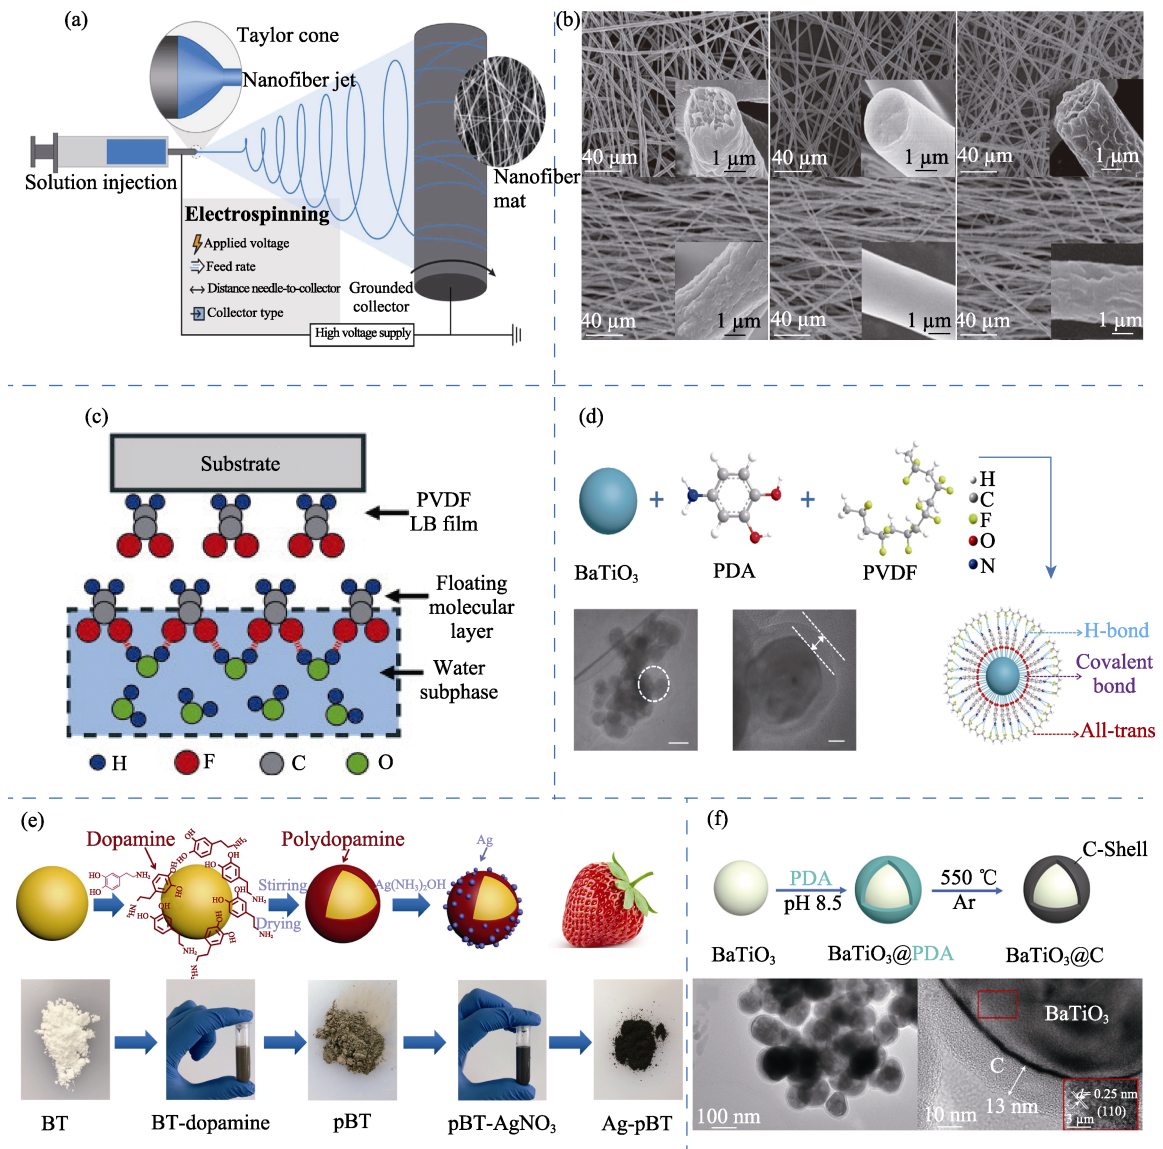 (a)
Taylor cone
Nanofiber jet
Solution injection
Nanofiber
mat
Electrospinning
Applied voltage
Feed rate
Distance needle-to-collector
Collector type
Grounded
collector
High voltage supply
(b)
40 μm
1 μm
40 μm
1 μm
40 μm
1 μm
40 μm
1 μm
40 μm
1 μm
40 μm
1 μm
(c)
Substrate
PVDF
LB film
Floating
molecular
layer
Water
subphase
H
F
C
O
(d)
BaTiO₃
PDA
PVDF
H
C
F
O
N
H-bond
Covalent
bond
All-trans
(e)
Dopamine
Polydopamine
Ag
Stirring
Drying
Ag(NH₃)₂OH
OH
HO
NH₂
BT
BT-dopamine
pBT
pBT-AgNO₃
Ag-pBT
(f)
PDA
pH 8.5
550 ℃
Ar
C-Shell
BaTiO₃
BaTiO₃@PDA
BaTiO₃@C
100 nm
BaTiO₃
C
13 nm
10 nm
d= 0.25 nm
(110)
3 μm